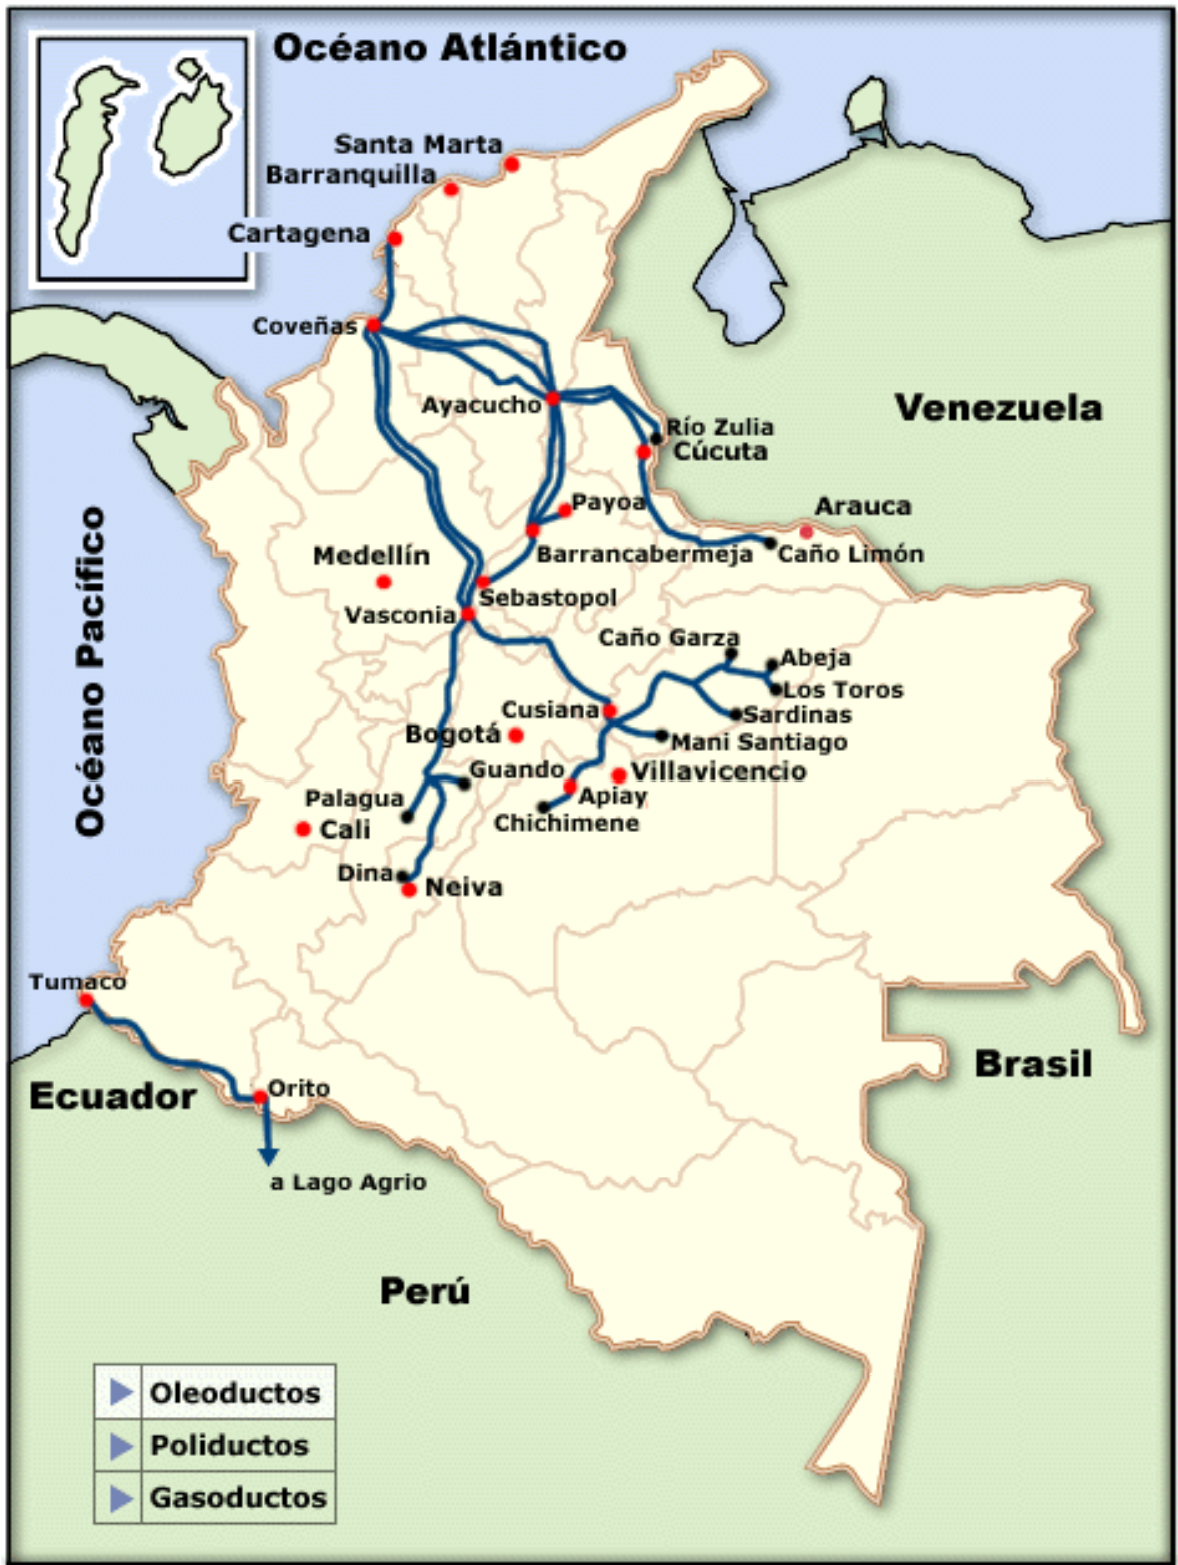 Océano Atlántico
Santa Marta
Barranquilla
Cartagena
Coveñas
Ayacucho
Venezuela
Río Zulia
Cúcuta
Payoa
Arauca
Barrancabermeja
Caño Limón
Medellín
Sebastopol
Vasconia
Océano Pacífico
Caño Garza
Abeja
Los Toros
Cusiana
Sardinas
Bogotá
Mani Santiago
Guando
Villavicencio
Palagua
Apiay
Cali
Chichimene
Dina
Neiva
Tumaco
Brasil
Ecuador
Orito
a Lago Agrio
Perú
Oleoductos
Poliductos
Gasoductos